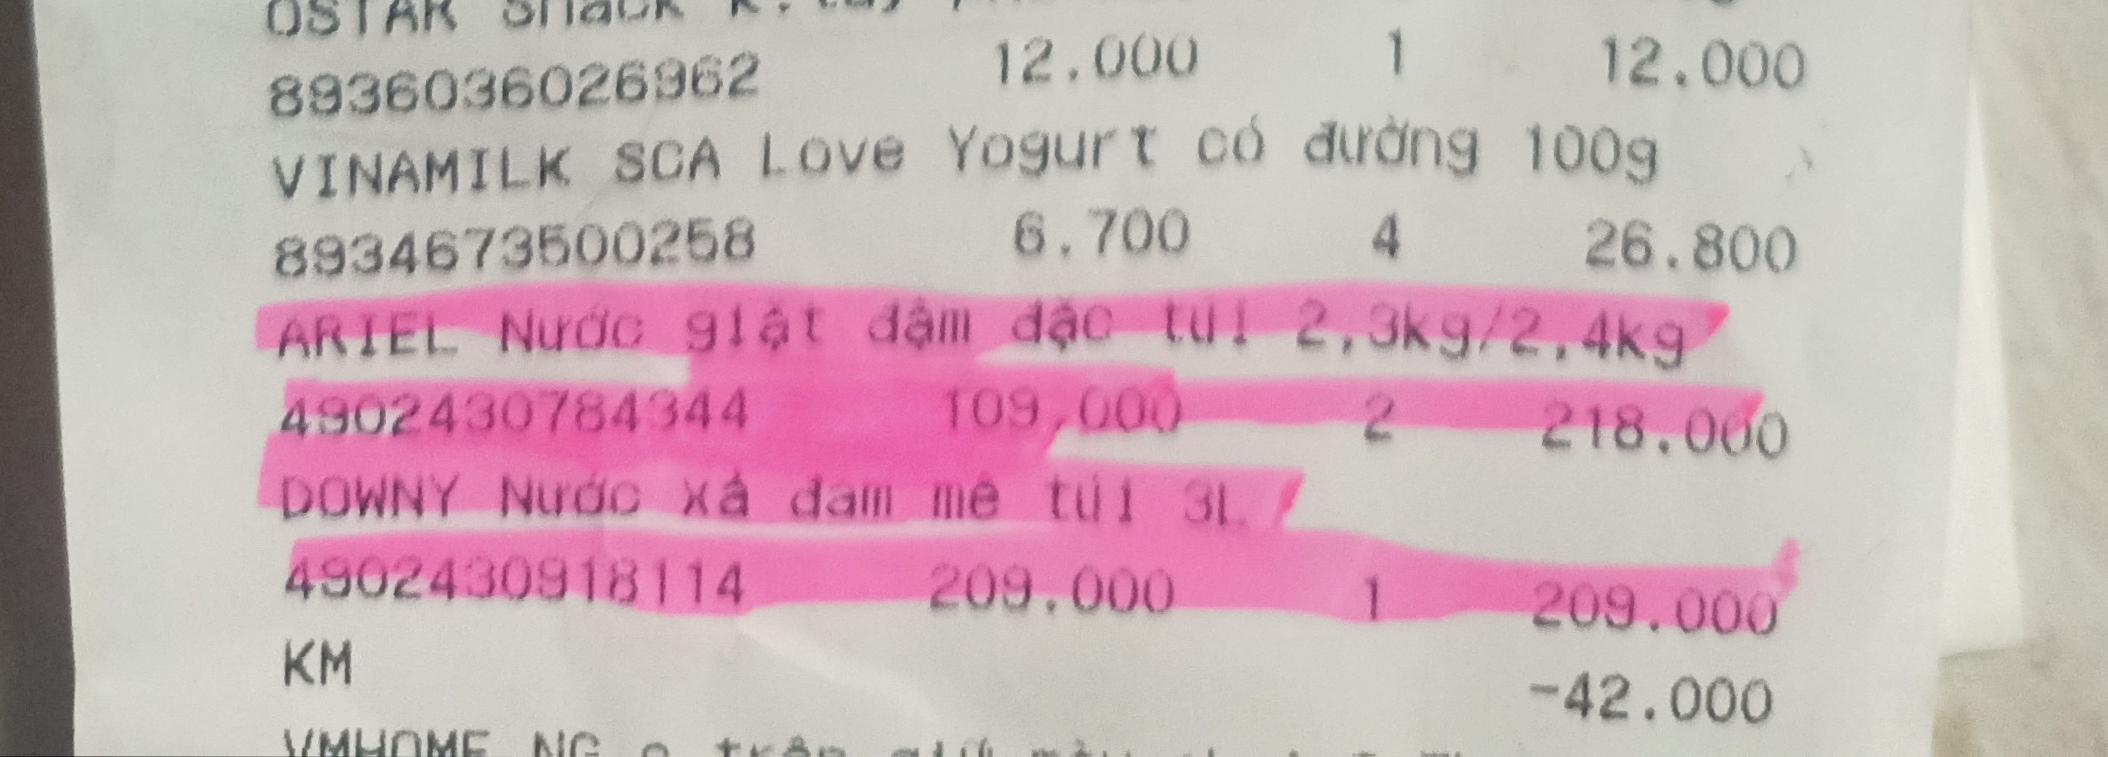 OSTAR Snack
8936036026962 12.000 1 12.000
VINAMILK SCA Love Yogurt có đường 100g
8934673500258 6.700 4 26.800
ARIEL Nước giặt đậm đặc túi 2,3kg/2,4kg
4902430784344 109,000 2 218.000
DOWNY Nước xả đam mê túi 3L
4902430918114 209.000 1 209.000
KM -42.000
VMHOME NG